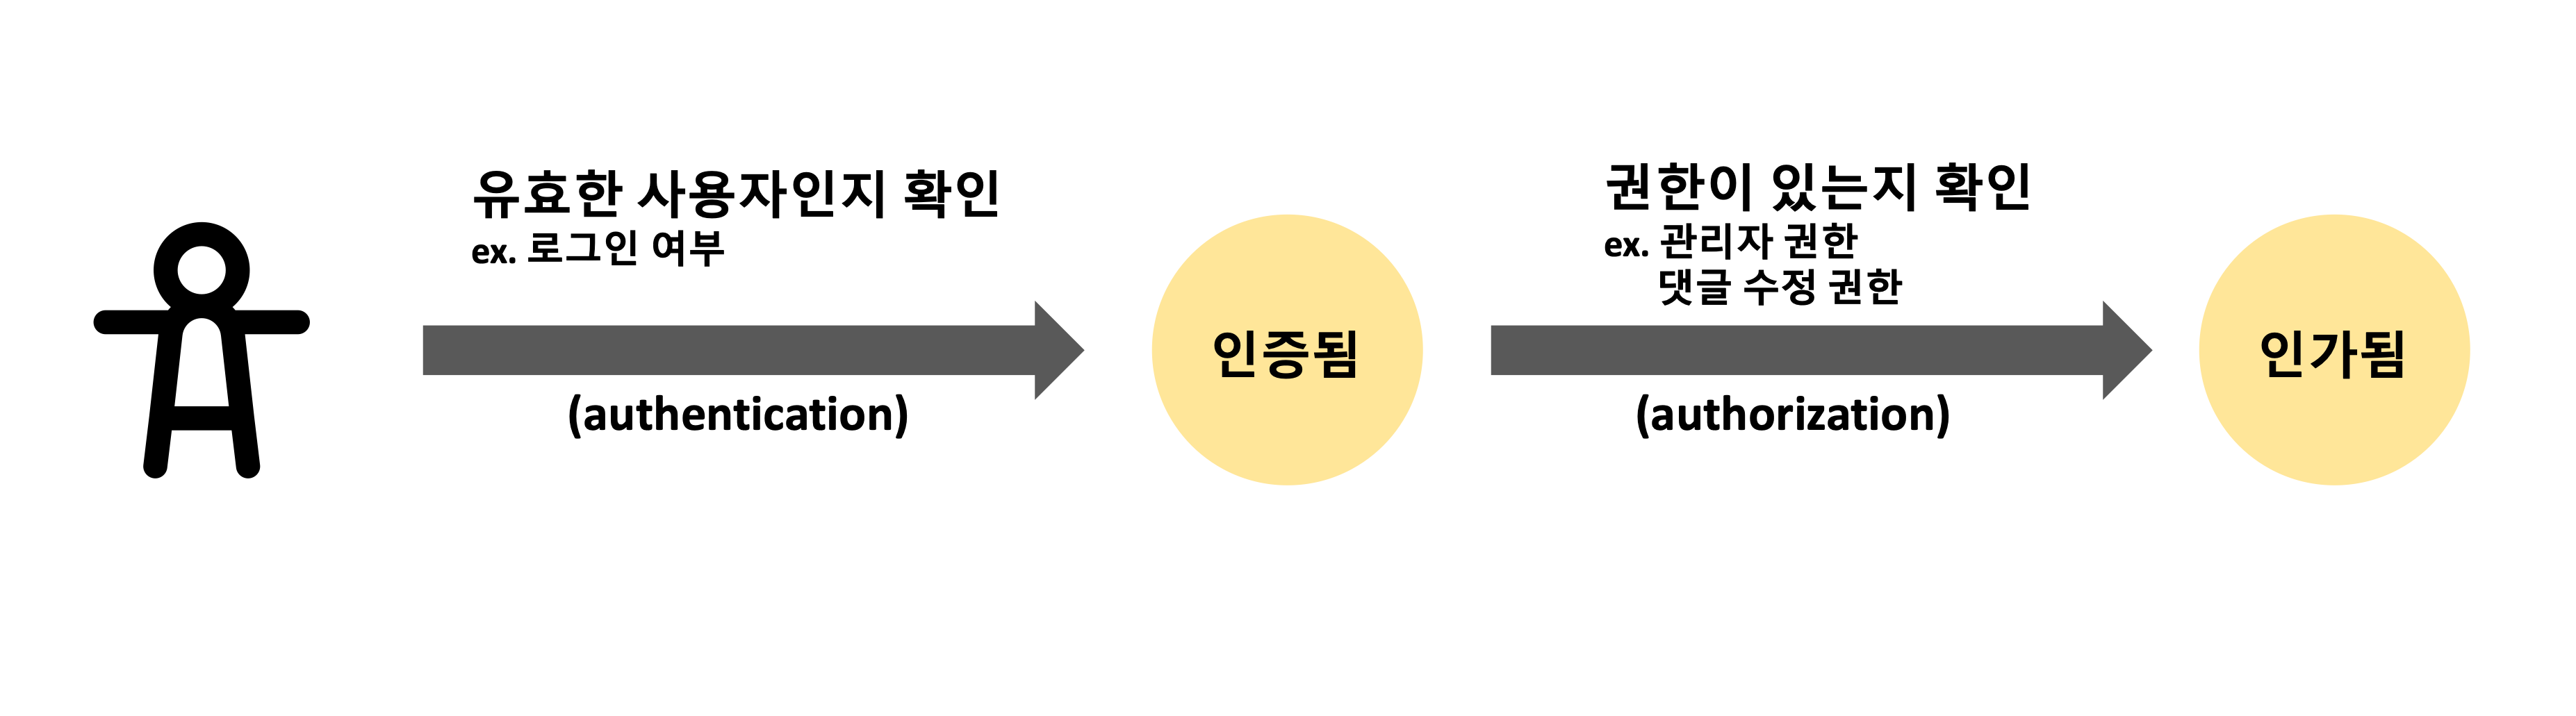 유효한 사용자인지 확인
ex. 로그인 여부
(authentication)
인증됨
권한이 있는지 확인
ex. 관리자 권한
댓글 수정 권한
(authorization)
인가됨